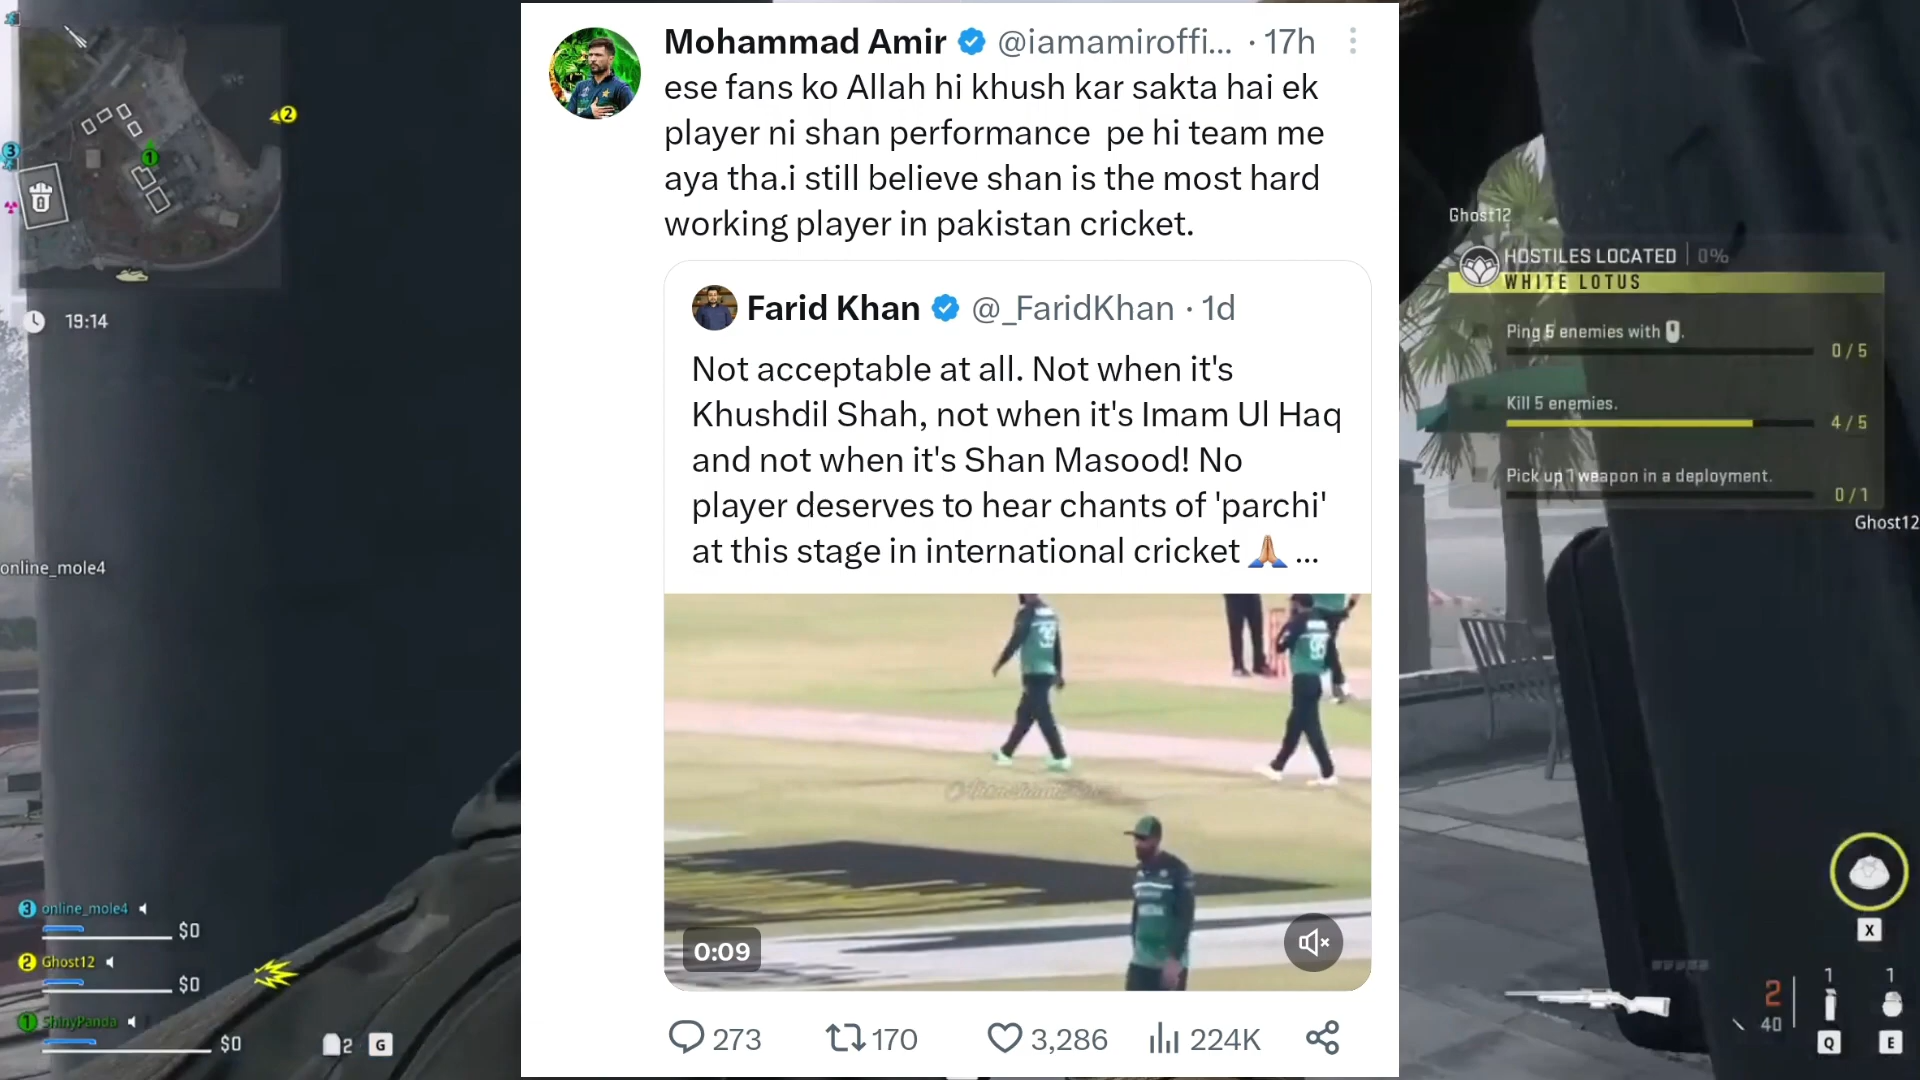 Mohammad Amir @iamamiroffi... · 17h
ese fans ko Allah hi khush kar sakta hai ek
player ni shan performance pe hi team me
aya tha.i still believe shan is the most hard
working player in pakistan cricket.
Farid Khan @_FaridKhan · 1d
Not acceptable at all. Not when it's
Khushdil Shah, not when it's Imam Ul Haq
and not when it's Shan Masood! No
player deserves to hear chants of 'parchi'
at this stage in international cricket 🙏 ...
0:09
273 170 3,286 224K
2
3
1
19:14
online_mole4
3 online_mole4 $0
2 Ghost12 $0
1 ShinyPanda $0
2 G
Ghost12
HOSTILES LOCATED | 0%
WHITE LOTUS
Ping 5 enemies with .
0/5
Kill 5 enemies.
4/5
Pick up 1 weapon in a deployment.
0/1
Ghost12
X
2
40
1 1
Q E